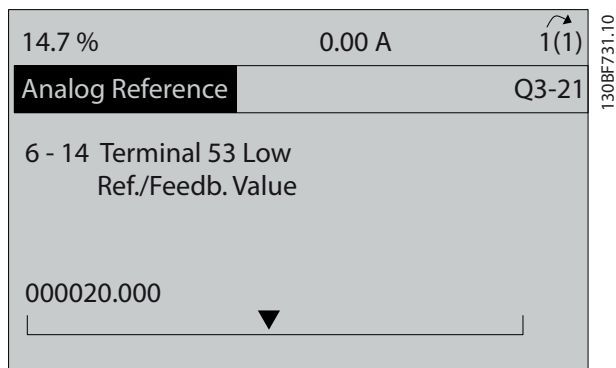 14.7 % 0.00 A 1(1)
Analog Reference Q3-21
6 - 14 Terminal 53 Low
Ref./Feedb. Value
000020.000
130BF731.10